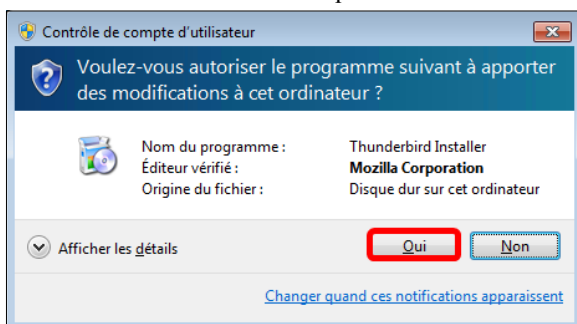 Contrôle de compte d'utilisateur
Voulez-vous autoriser le programme suivant à apporter
des modifications à cet ordinateur ?
Nom du programme : Thunderbird Installer
Éditeur vérifié : Mozilla Corporation
Origine du fichier : Disque dur sur cet ordinateur
Afficher les détails Oui Non
Changer quand ces notifications apparaissent